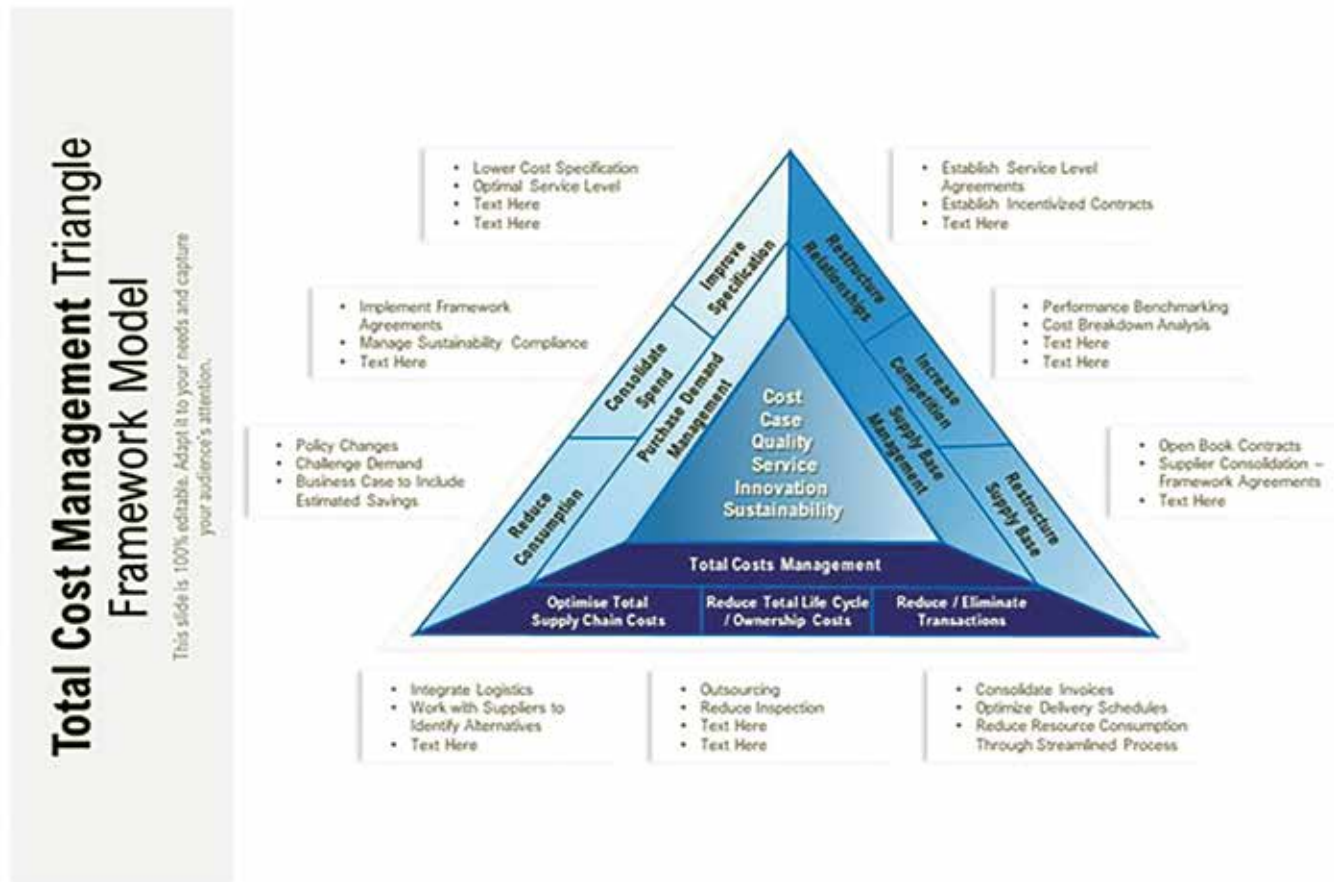 Total Cost Management Triangle
Framework Model
This slide is 100% editable. Adapt it to your needs and capture
your audience's attention.
• Lower Cost Specification
• Optimal Service Level
• Text Here
• Text Here
• Establish Service Level
Agreements
• Establish Incentivized Contracts
• Text Here
• Implement Framework
Agreements
• Manage Sustainability Compliance
• Text Here
• Performance Benchmarking
• Cost Breakdown Analysis
• Text Here
• Text Here
• Policy Changes
• Challenge Demand
• Business Case to Include
Estimated Savings
• Open Book Contracts
• Supplier Consolidation –
Framework Agreements
• Text Here
Improve
Specification
Consolidate
Spend
Reduce
Consumption
Purchase Demand
Management
Restructure
Relationships
Increase
Competition
Restructure
Supply Base
Supply Base
Management
Cost
Case
Quality
Service
Innovation
Sustainability
Total Costs Management
Optimise Total
Supply Chain Costs
Reduce Total Life Cycle
/ Ownership Costs
Reduce / Eliminate
Transactions
• Integrate Logistics
• Work with Suppliers to
Identify Alternatives
• Text Here
• Outsourcing
• Reduce Inspection
• Text Here
• Text Here
• Consolidate Invoices
• Optimize Delivery Schedules
• Reduce Resource Consumption
Through Streamlined Process